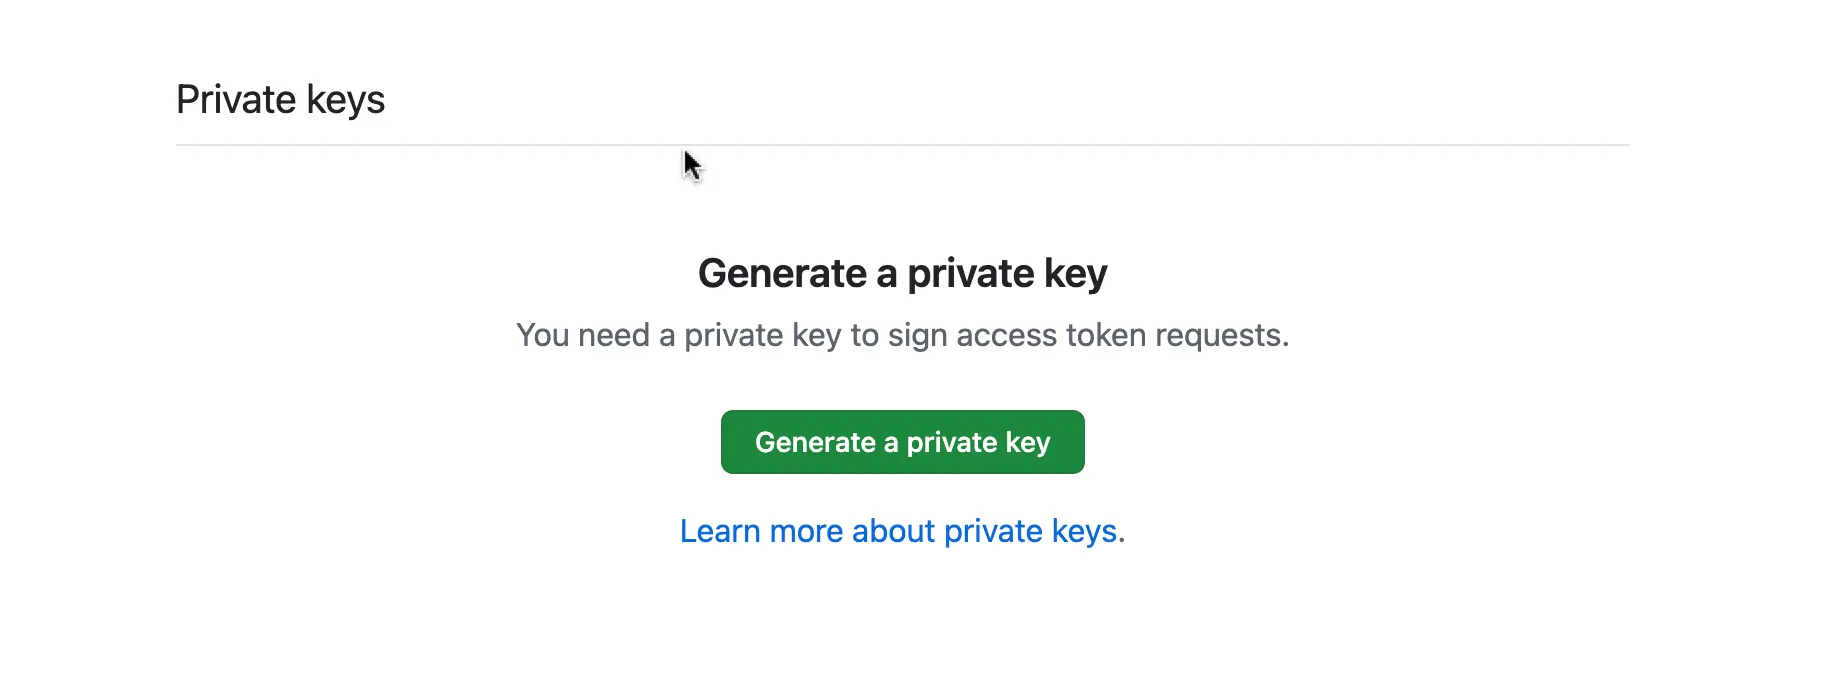 Private keys
Generate a private key
You need a private key to sign access token requests.
Generate a private key
Learn more about private keys.